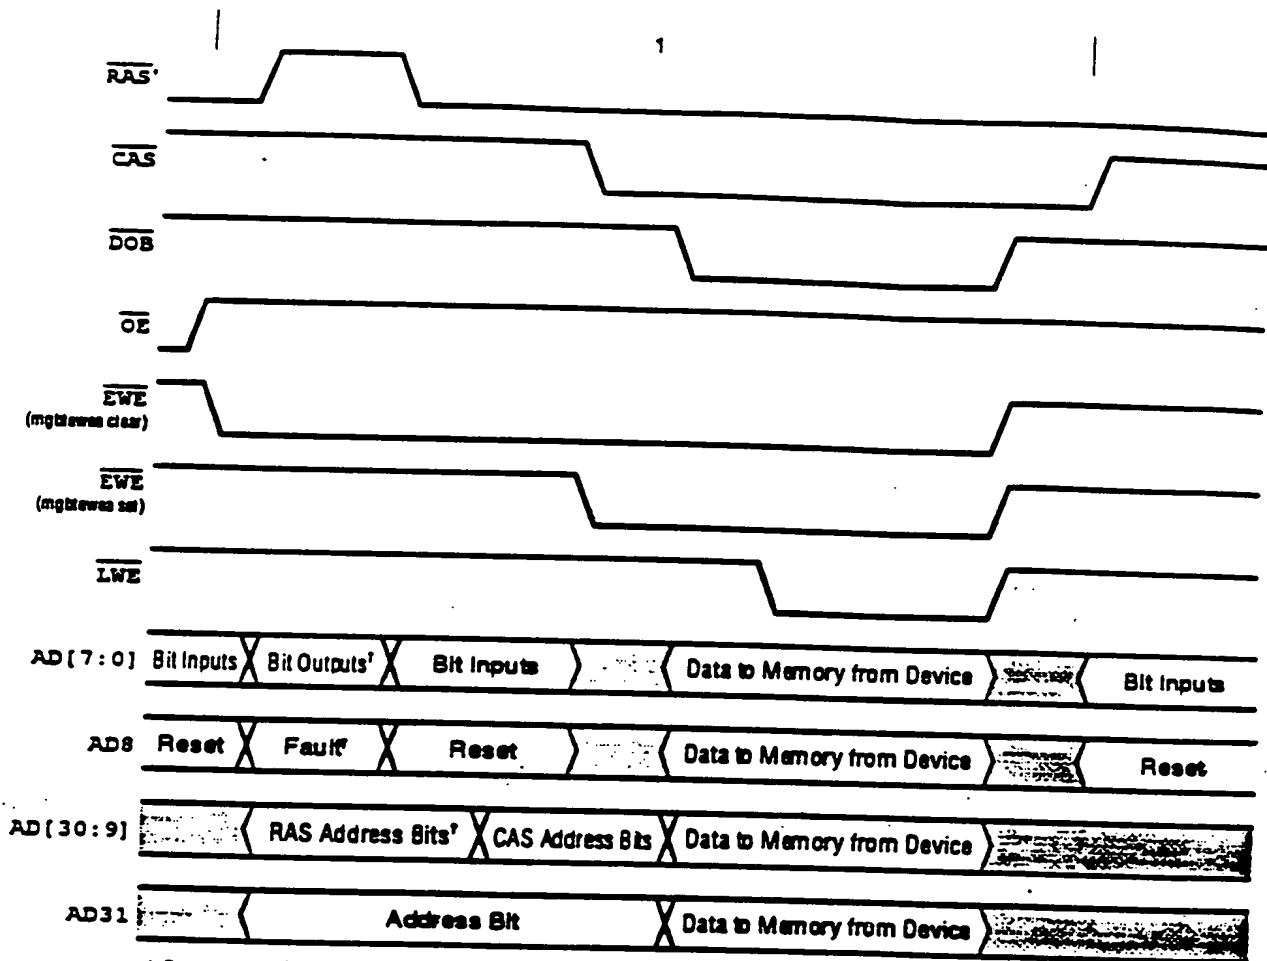 1
RAS*
CAS
DOB
OE
EWE
(mgbtewea clear)
EWE
(mgbtewea set)
LWE
AD[7:0] Bit Inputs Bit Outputs† Bit Inputs Data to Memory from Device Bit Inputs
AD8 Reset Fault† Reset Data to Memory from Device Reset
AD[30:9] RAS Address Bits† CAS Address Bits Data to Memory from Device
AD31 Address Bit Data to Memory from Device